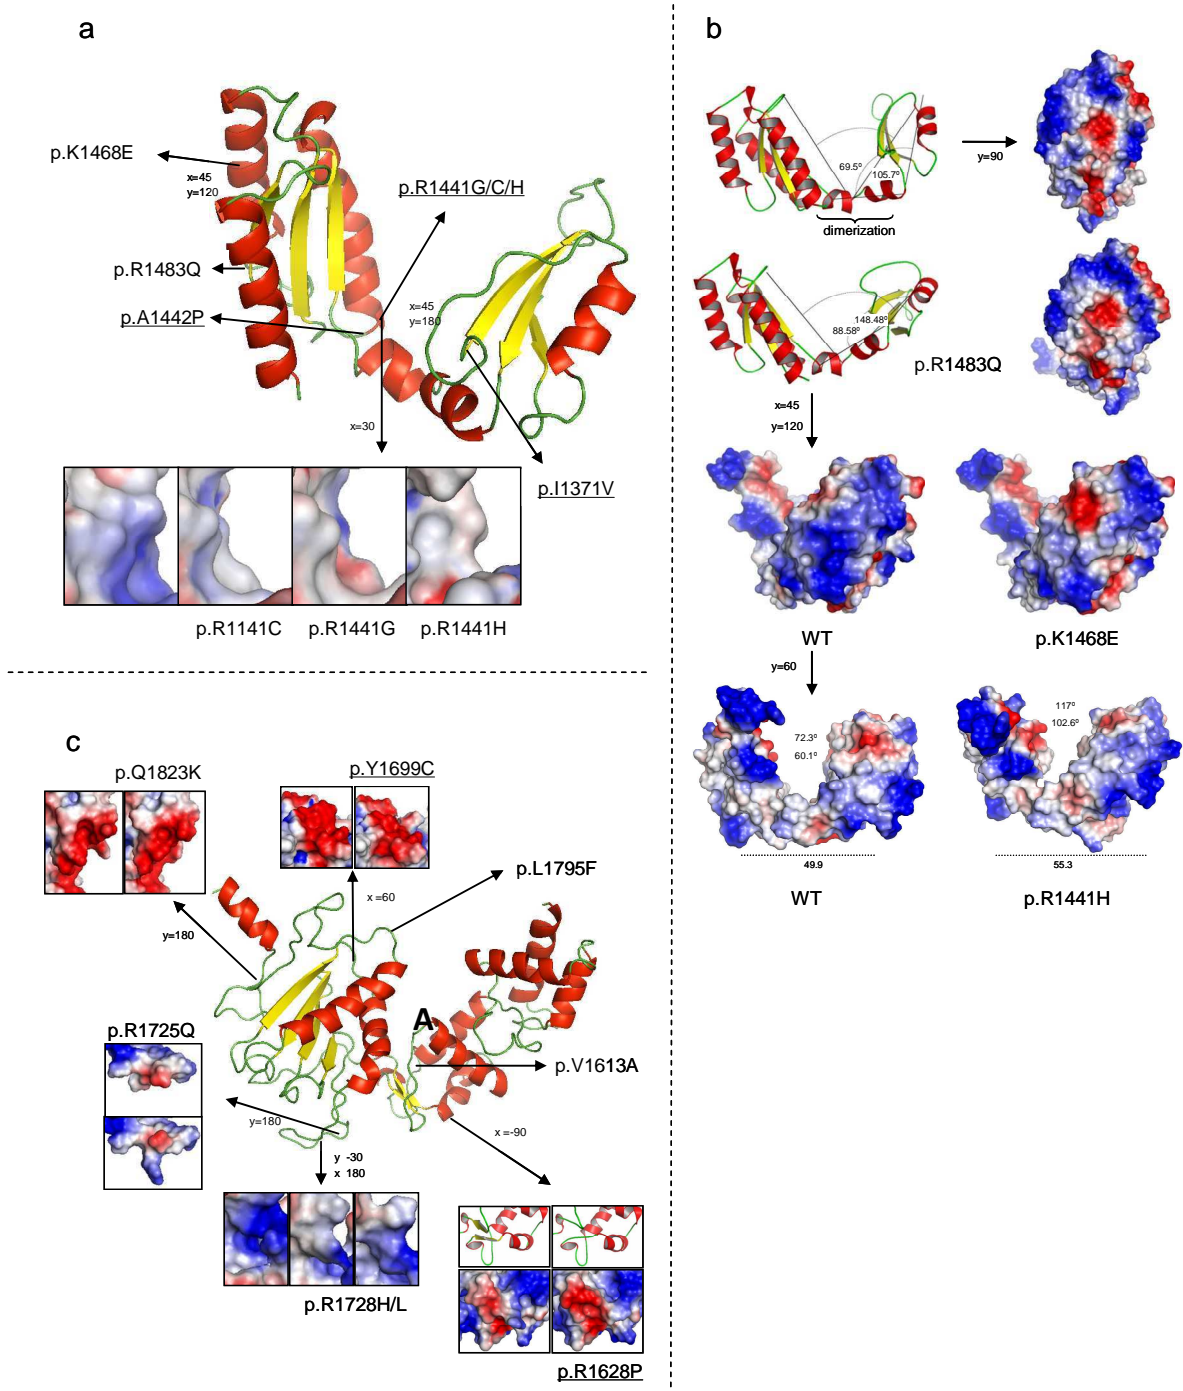 a
p.K1468E
x=45
y=120
p.R1441G/C/H
p.R1483Q
p.A1442P
x=45
y=180
x=30
p.I1371V
p.R1141C
p.R1441G
p.R1441H
b
69.5º
105.7º
dimerization
y=90
148.48º
88.58º
p.R1483Q
x=45
y=120
WT
p.K1468E
y=60
72.3º
60.1º
117º
102.6º
49.9
55.3
WT
p.R1441H
c
p.Q1823K
p.Y1699C
p.L1795F
x =60
y=180
A
p.R1725Q
p.V1613A
y=180
x =-90
y -30
x 180
p.R1728H/L
p.R1628P